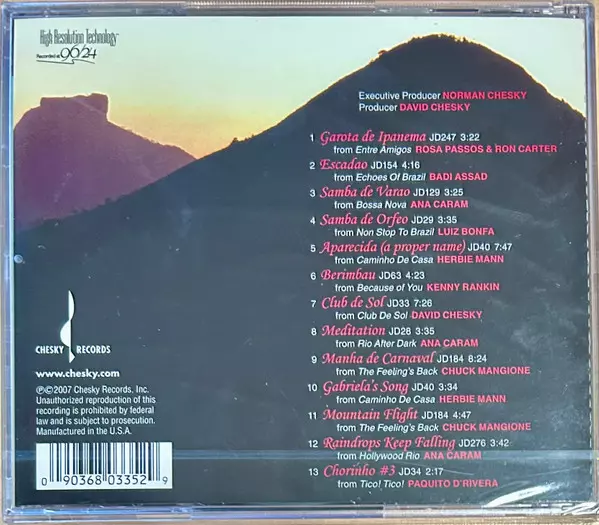 High Resolution Technology™
Recorded at 96/24
Executive Producer NORMAN CHESKY
Producer DAVID CHESKY
1 Garota de Ipanema JD247 3:22
from Entre Amigos ROSA PASSOS & RON CARTER
2 Escadao JD154 4:16
from Echoes Of Brazil BADI ASSAD
3 Samba de Varao JD129 3:25
from Bossa Nova ANA CARAM
4 Samba de Orfeo JD29 3:35
from Non Stop To Brazil LUIZ BONFA
5 Aparecida (a proper name) JD40 7:47
from Caminho De Casa HERBIE MANN
6 Berimbau JD63 4:23
from Because of You KENNY RANKIN
7 Club de Sol JD33 7:26
from Club De Sol DAVID CHESKY
8 Meditation JD28 3:35
from Rio After Dark ANA CARAM
9 Manha de Carnaval JD184 8:24
from The Feeling's Back CHUCK MANGIONE
10 Gabriela's Song JD40 3:34
from Caminho De Casa HERBIE MANN
11 Mountain Flight JD184 4:47
from The Feeling's Back CHUCK MANGIONE
12 Raindrops Keep Falling JD276 3:42
from Hollywood Rio ANA CARAM
13 Chorinho #3 JD34 2:17
from Tico! Tico! PAQUITO D'RIVERA
CHESKY RECORDS
www.chesky.com
℗©2007 Chesky Records, Inc.
Unauthorized reproduction of this
recording is prohibited by federal
law and is subject to prosecution.
Manufactured in the U.S.A.
0 90368 03352 9